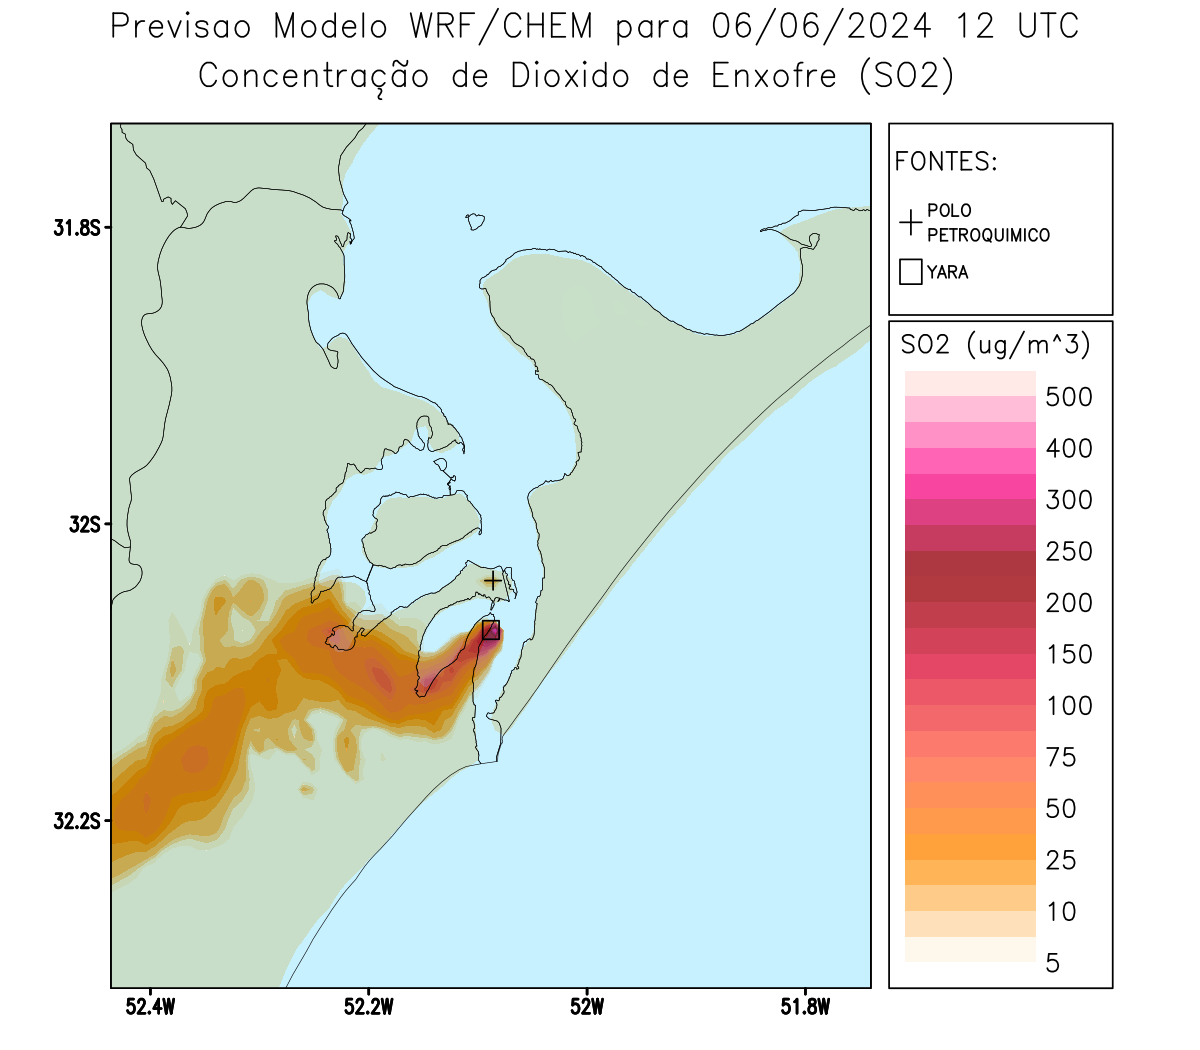 Previsao Modelo WRF/CHEM para 06/06/2024 12 UTC
Concentração de Dioxido de Enxofre (SO2)
FONTES:
POLO
PETROQUIMICO
YARA
31.8S
32S
32.2S
52.4W
52.2W
52W
51.8W
SO2 (ug/m^3)
500
400
300
250
200
150
100
75
50
25
10
5